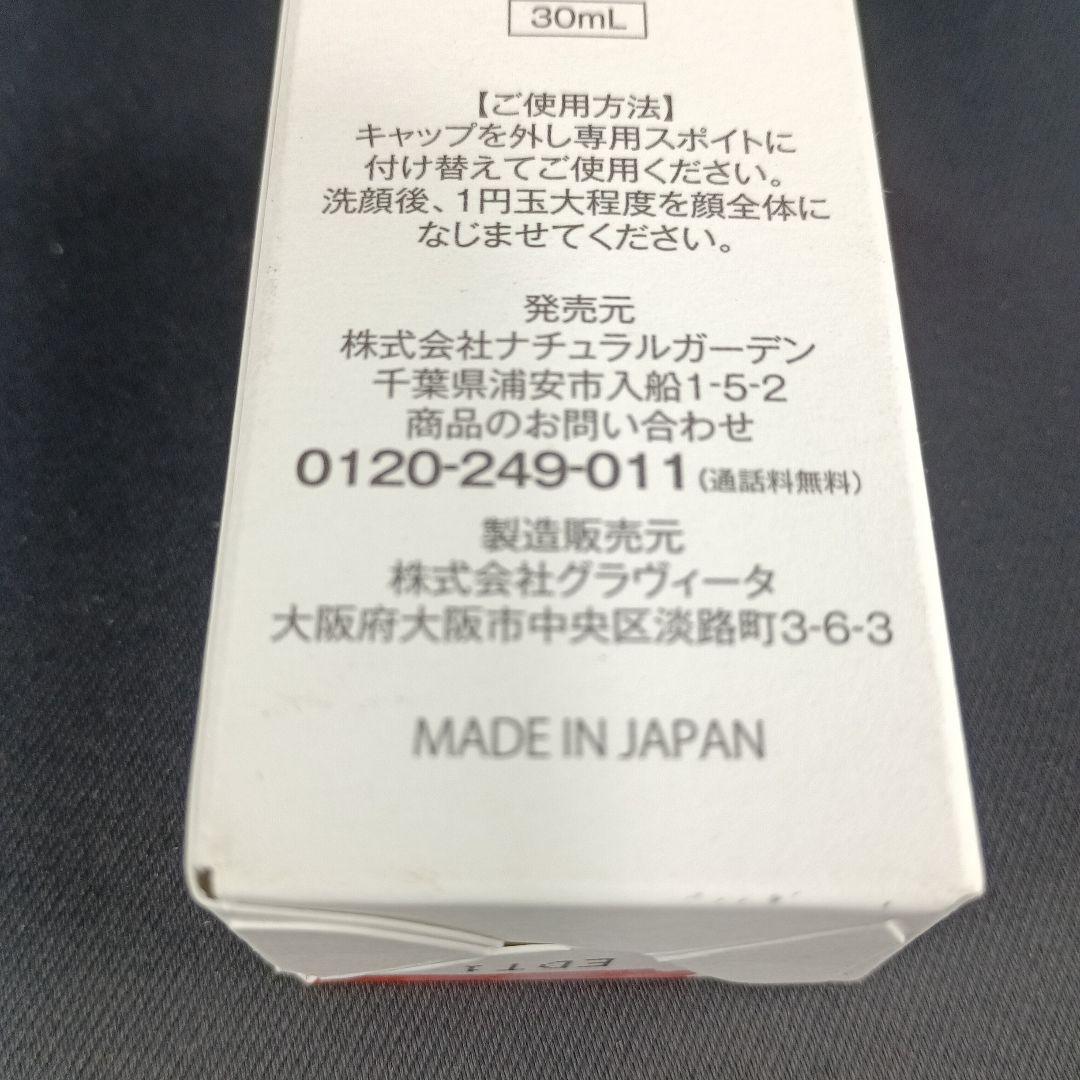 30mL
【ご使用方法】
キャップを外し専用スポイトに
付け替えてご使用ください。
洗顔後、1円玉大程度を顔全体に
なじませてください。
発売元
株式会社ナチュラルガーデン
千葉県浦安市入船1-5-2
商品のお問い合わせ
0120-249-011(通話料無料)
製造販売元
株式会社グラヴィータ
大阪府大阪市中央区淡路町3-6-3
MADE IN JAPAN